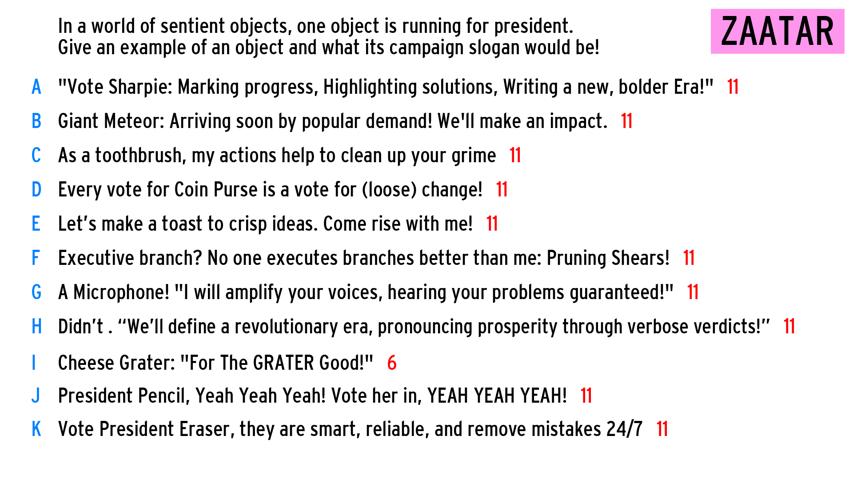 In a world of sentient objects, one object is running for president.
Give an example of an object and what its campaign slogan would be!
ZAATAR
A "Vote Sharpie: Marking progress, Highlighting solutions, Writing a new, bolder Era!" 11
B Giant Meteor: Arriving soon by popular demand! We'll make an impact. 11
C As a toothbrush, my actions help to clean up your grime 11
D Every vote for Coin Purse is a vote for (loose) change! 11
E Let’s make a toast to crisp ideas. Come rise with me! 11
F Executive branch? No one executes branches better than me: Pruning Shears! 11
G A Microphone! "I will amplify your voices, hearing your problems guaranteed!" 11
H Didn’t . “We’ll define a revolutionary era, pronouncing prosperity through verbose verdicts!” 11
I Cheese Grater: "For The GRATER Good!" 6
J President Pencil, Yeah Yeah Yeah! Vote her in, YEAH YEAH YEAH! 11
K Vote President Eraser, they are smart, reliable, and remove mistakes 24/7 11